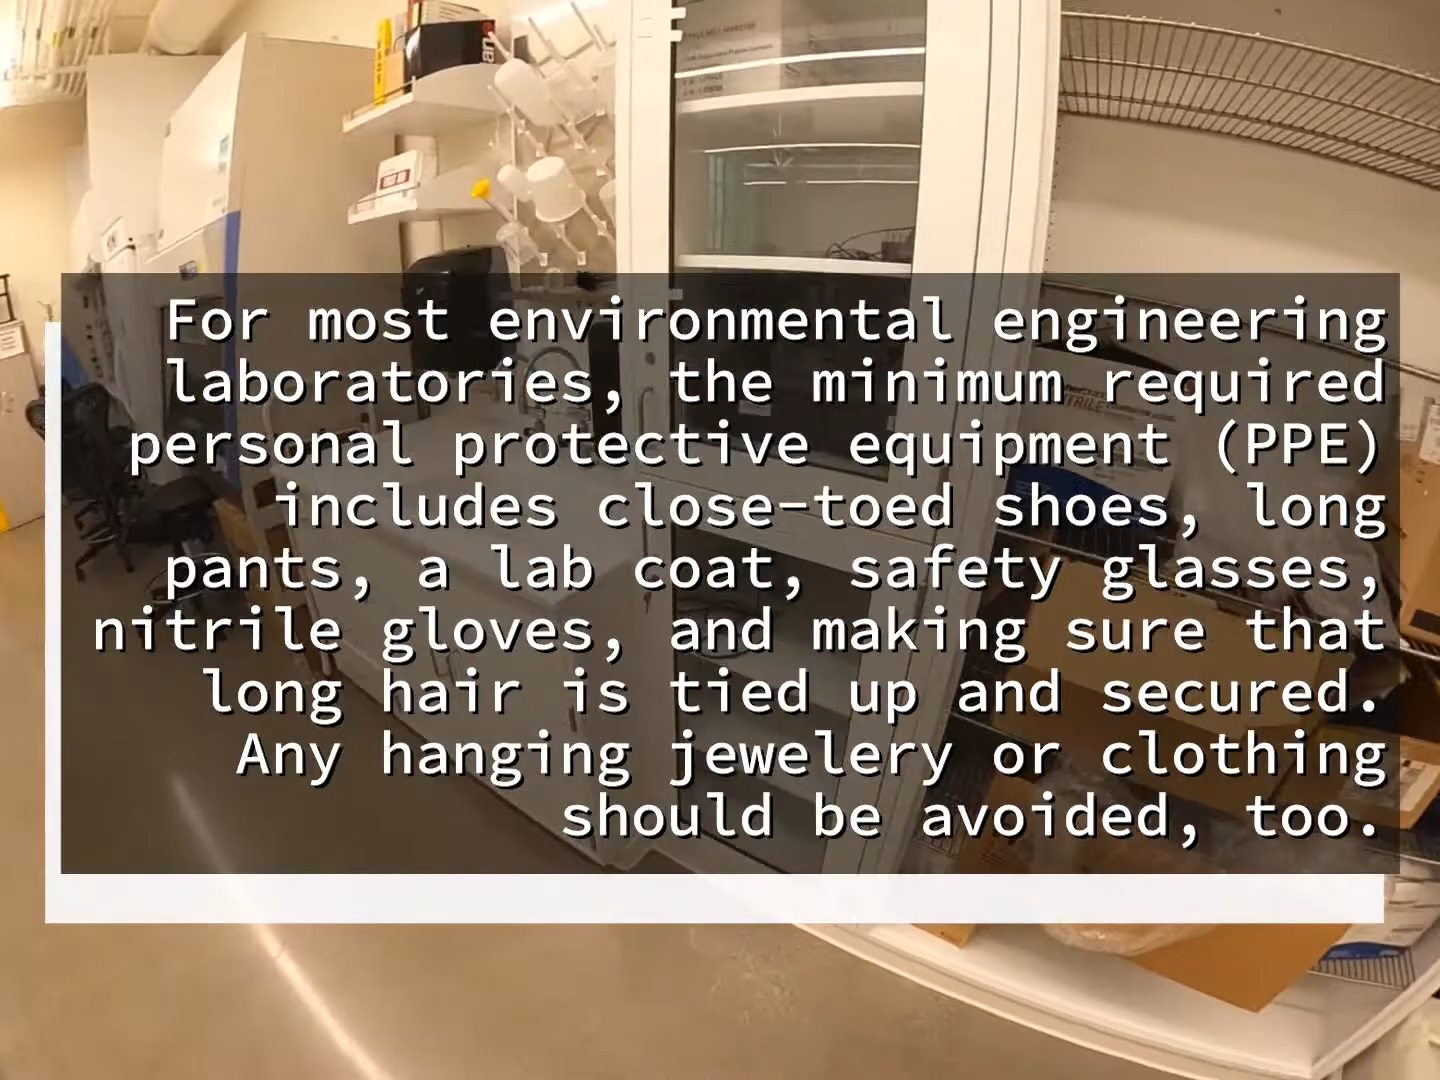 For most environmental engineering
laboratories, the minimum required
personal protective equipment (PPE)
includes close-toed shoes, long
pants, a lab coat, safety glasses,
nitrile gloves, and making sure that
long hair is tied up and secured.
Any hanging jewelery or clothing
should be avoided, too.